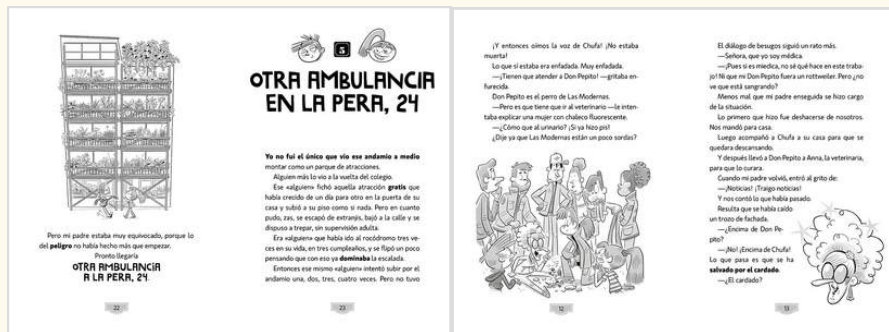 Pero mi padre estaba muy equivocado, porque lo
del peligro no había hecho más que empezar.
Pronto llegaría
OTRA AMBULANCIA
A LA PERA, 24.
22
5
OTRA AMBULANCIA
EN LA PERA, 24
Yo no fui el único que vio ese andamio a medio
montar como un parque de atracciones.
Alguien más lo vio a la vuelta del colegio.
Ese «alguien» fichó aquella atracción gratis que
había crecido de un día para otro en la puerta de su
casa y subió a su piso como si nada. Pero en cuanto
pudo, zas, se escapó de extranjis, bajó a la calle y se
dispuso a trepar, sin supervisión adulta.
Era «alguien» que había ido al rocódromo tres ve-
ces en su vida, en tres cumpleaños, y se flipó un poco
pensando que con eso ya dominaba la escalada.
Entonces ese mismo «alguien» intentó subir por el
andamio una, dos, tres, cuatro veces. Pero no tuvo
23
¡Y entonces oímos la voz de Chufa! ¡No estaba
muerta!
Lo que sí estaba era enfadada. Muy enfadada.
—¡Tienen que atender a Don Pepito! —gritaba en-
furecida.
Don Pepito es el perro de Las Modernas.
—Pero es que tiene que ir al veterinario —le inten-
taba explicar una mujer con chaleco fluorescente.
—¿Cómo que al urinario? ¡Si ya hizo pis!
¿Dije ya que Las Modernas están un poco sordas?
12
El diálogo de besugos siguió un rato más.
—Señora, que yo soy médica.
—¡Pues si es miedica, no sé qué hace en este traba-
jo! Ni que mi Don Pepito fuera un rottweiler. Pero ¿no
ve que está sangrando?
Menos mal que mi padre enseguida se hizo cargo
de la situación.
Lo primero que hizo fue deshacerse de nosotros.
Nos mandó para casa.
Luego acompañó a Chufa a su casa para que se
quedara descansando.
Y después llevó a Don Pepito a Anna, la veterinaria,
para que lo curara.
Cuando mi padre volvió, entró al grito de:
—¡Noticias! ¡Traigo noticias!
Y nos contó lo que había pasado.
Resulta que se había caído
un trozo de fachada.
—¿Encima de Don Pe-
pito?
—¡No! ¡Encima de Chufa!
Lo que pasa es que se ha
salvado por el cardado.
—¿El cardado?
13